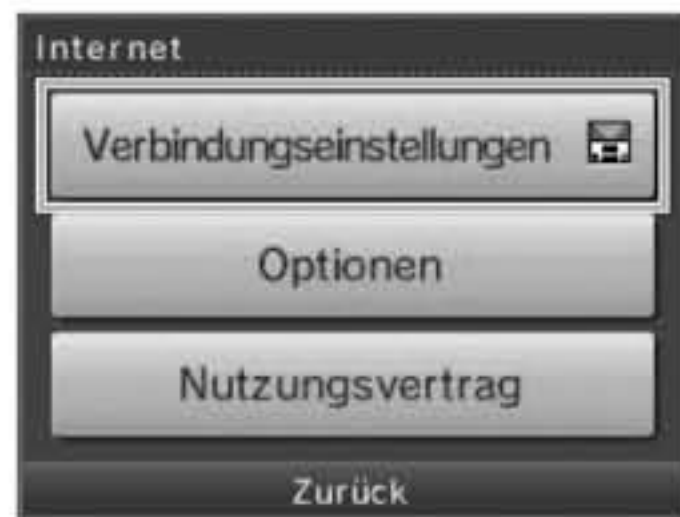 Internet
Verbindungseinstellungen
Optionen
Nutzungsvertrag
Zurück